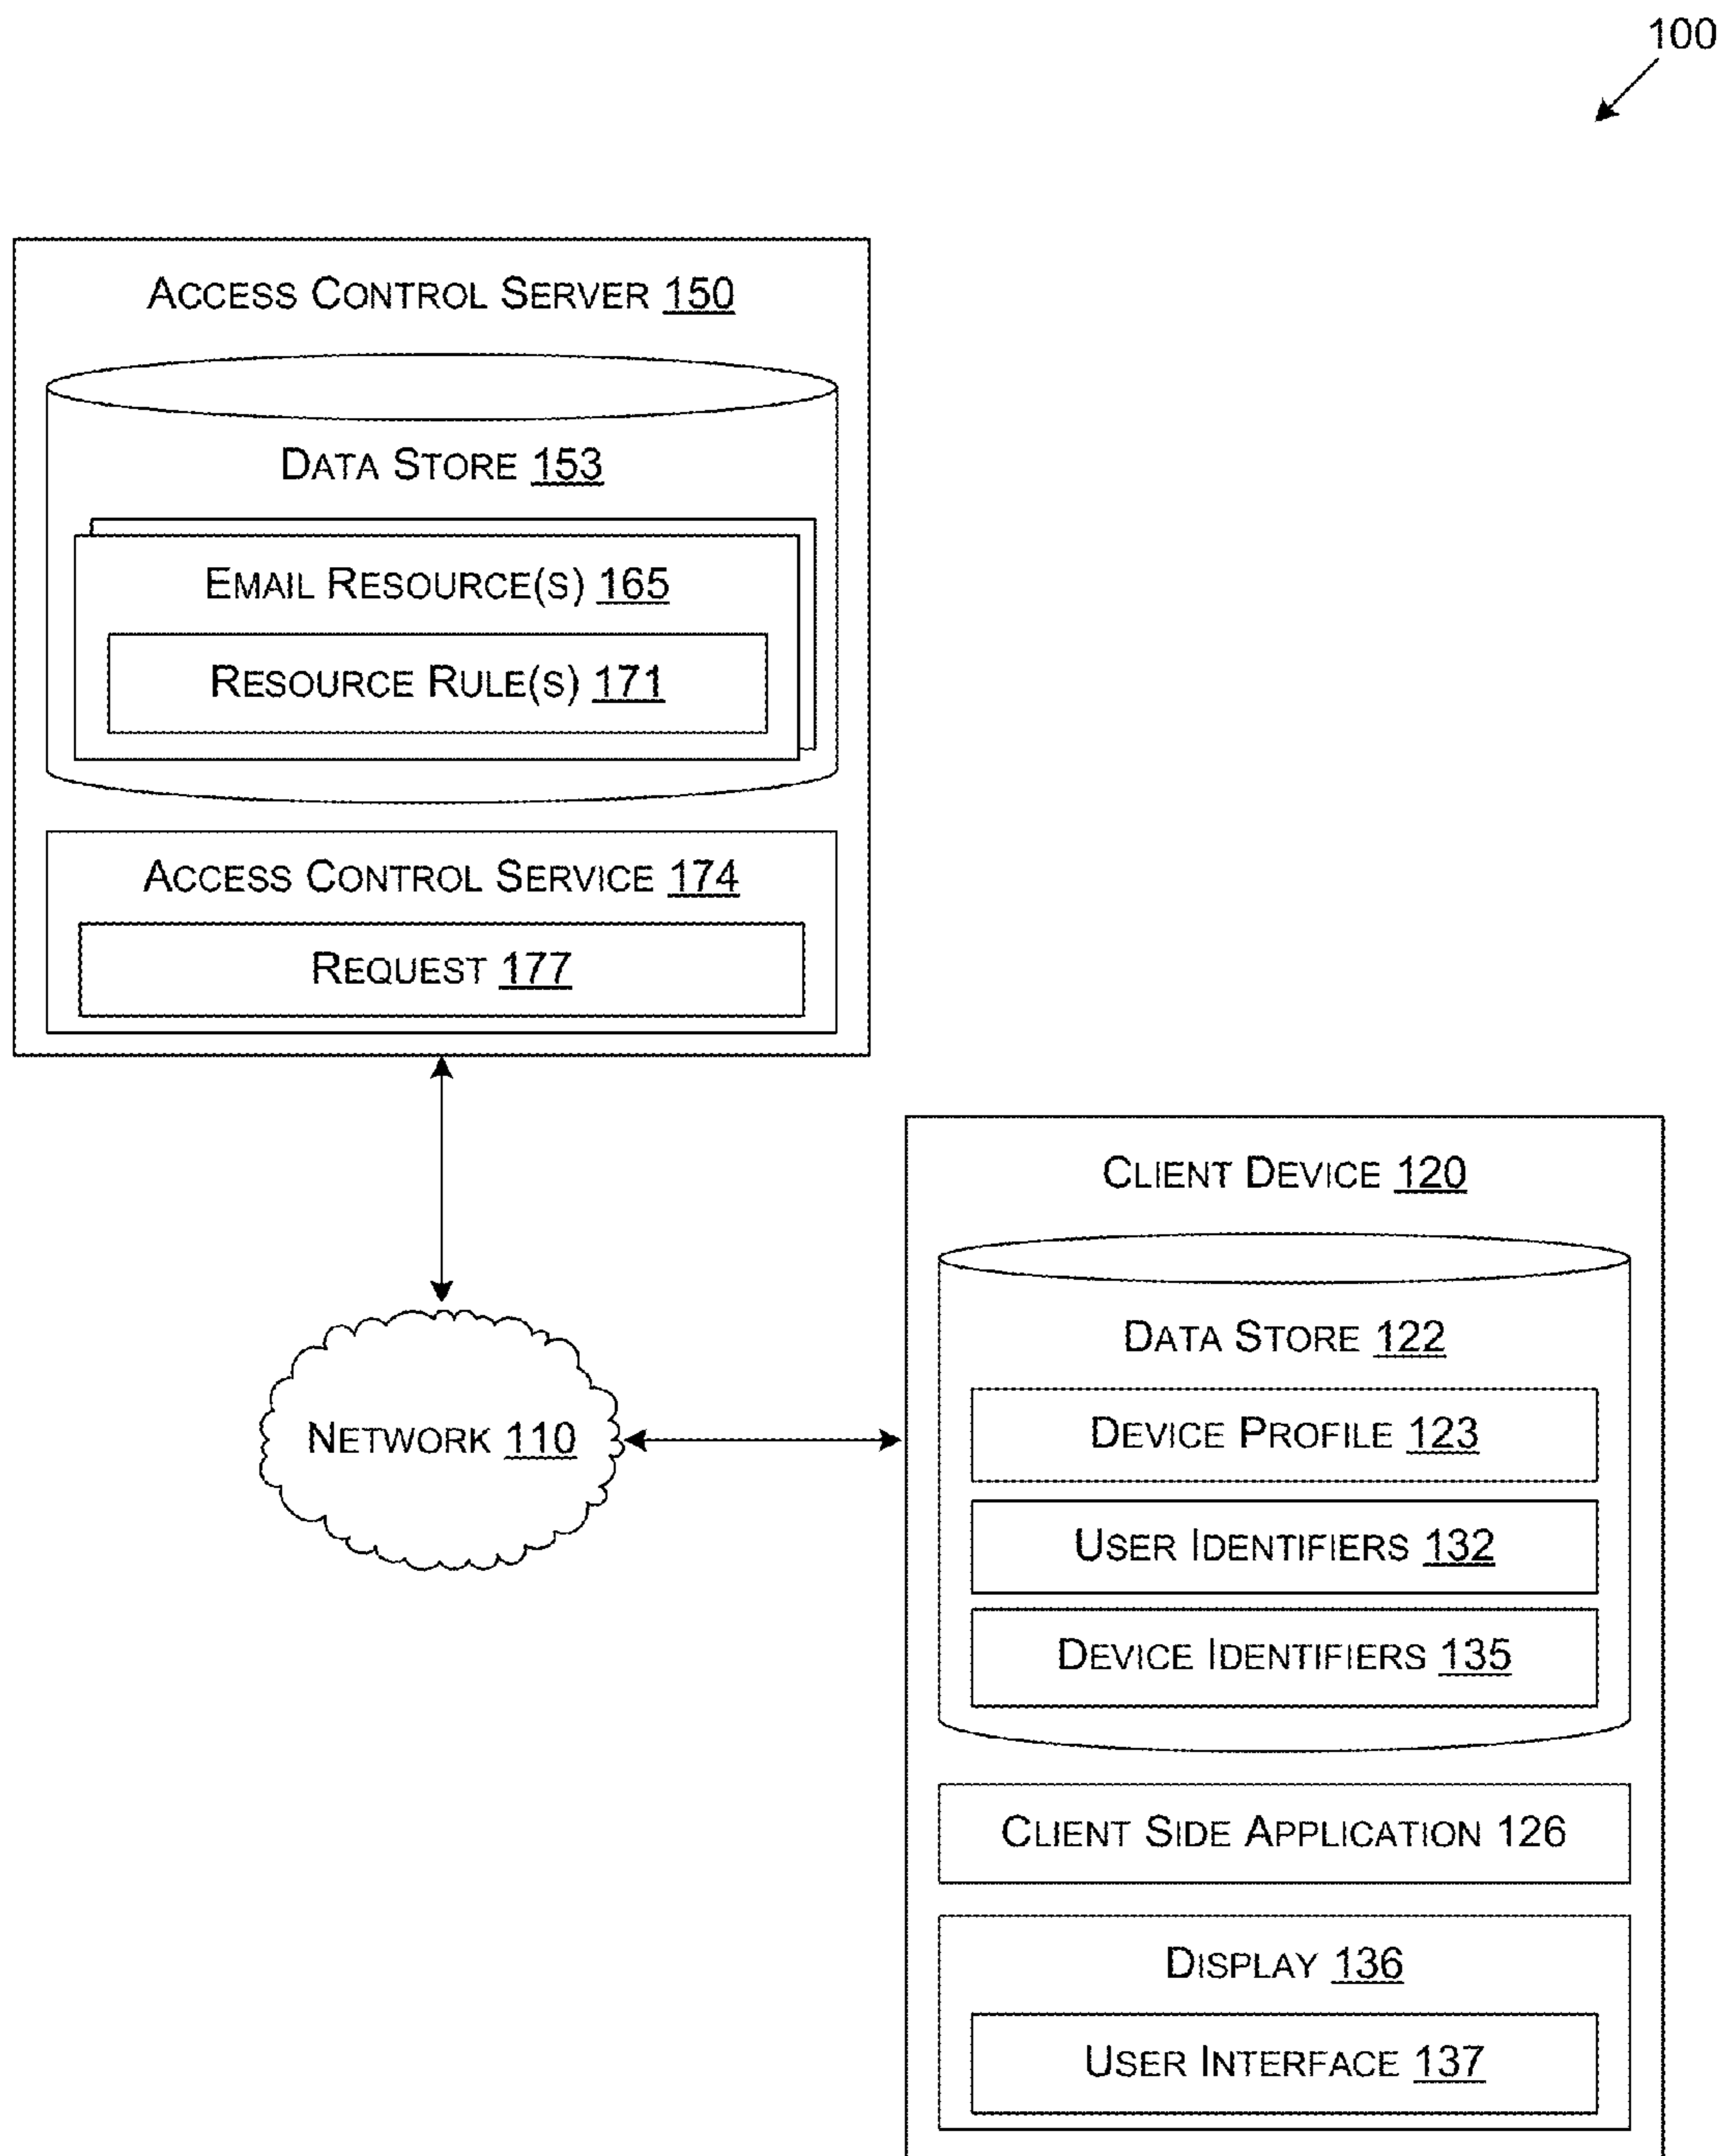 100
ACCESS CONTROL SERVER 150
DATA STORE 153
EMAIL RESOURCE(S) 165
RESOURCE RULE(S) 171
ACCESS CONTROL SERVICE 174
REQUEST 177
CLIENT DEVICE 120
DATA STORE 122
NETWORK 110
DEVICE PROFILE 123
USER IDENTIFIERS 132
DEVICE IDENTIFIERS 135
CLIENT SIDE APPLICATION 126
DISPLAY 136
USER INTERFACE 137